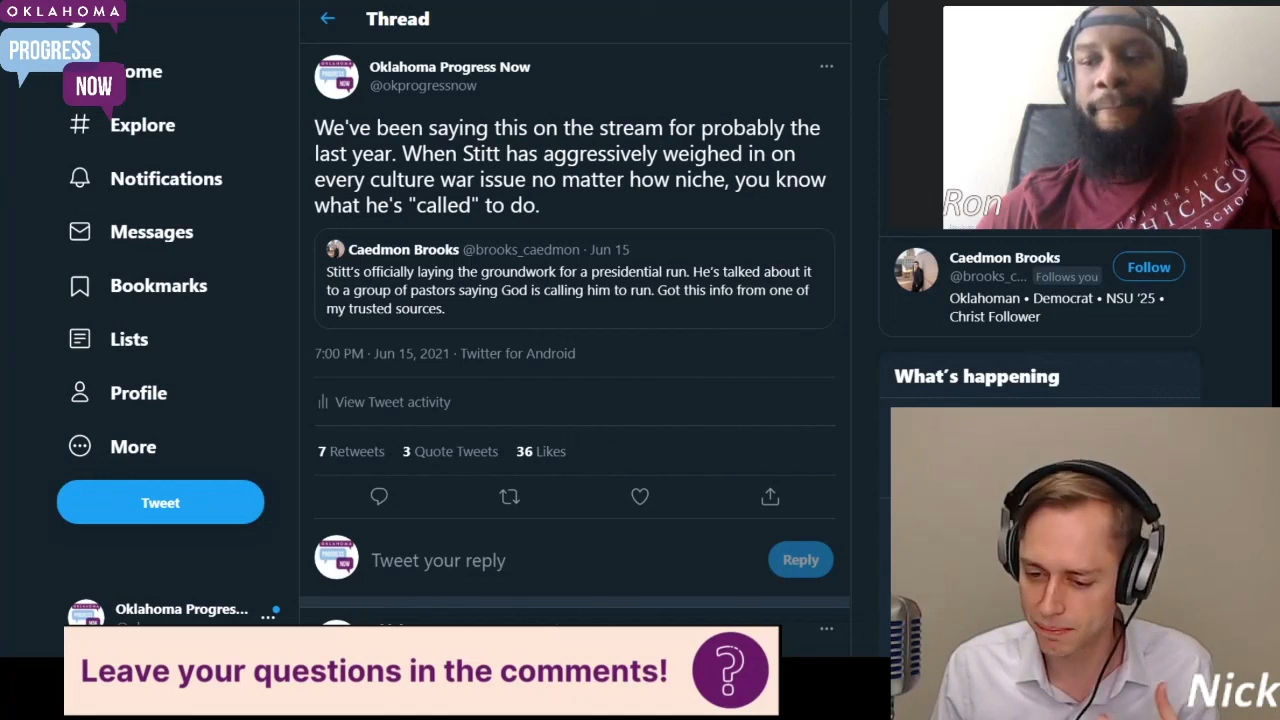 OKLAHOMA
PROGRESS
NOW
ome
Explore
Notifications
Messages
Bookmarks
Lists
Profile
More
Tweet
Oklahoma Progres...
Thread
Oklahoma Progress Now
@okprogressnow
We've been saying this on the stream for probably the
last year. When Stitt has aggressively weighed in on
every culture war issue no matter how niche, you know
what he's "called" to do.
Caedmon Brooks @brooks_caedmon · Jun 15
Stitt's officially laying the groundwork for a presidential run. He's talked about it
to a group of pastors saying God is calling him to run. Got this info from one of
my trusted sources.
7:00 PM · Jun 15, 2021 · Twitter for Android
View Tweet activity
7 Retweets 3 Quote Tweets 36 Likes
Tweet your reply
Reply
Leave your questions in the comments!
?
Ron
UNIVERSITY OF
CHICAGO
Caedmon Brooks
@brooks_c... Follows you
Follow
Oklahoman • Democrat • NSU '25 •
Christ Follower
What's happening
Nick